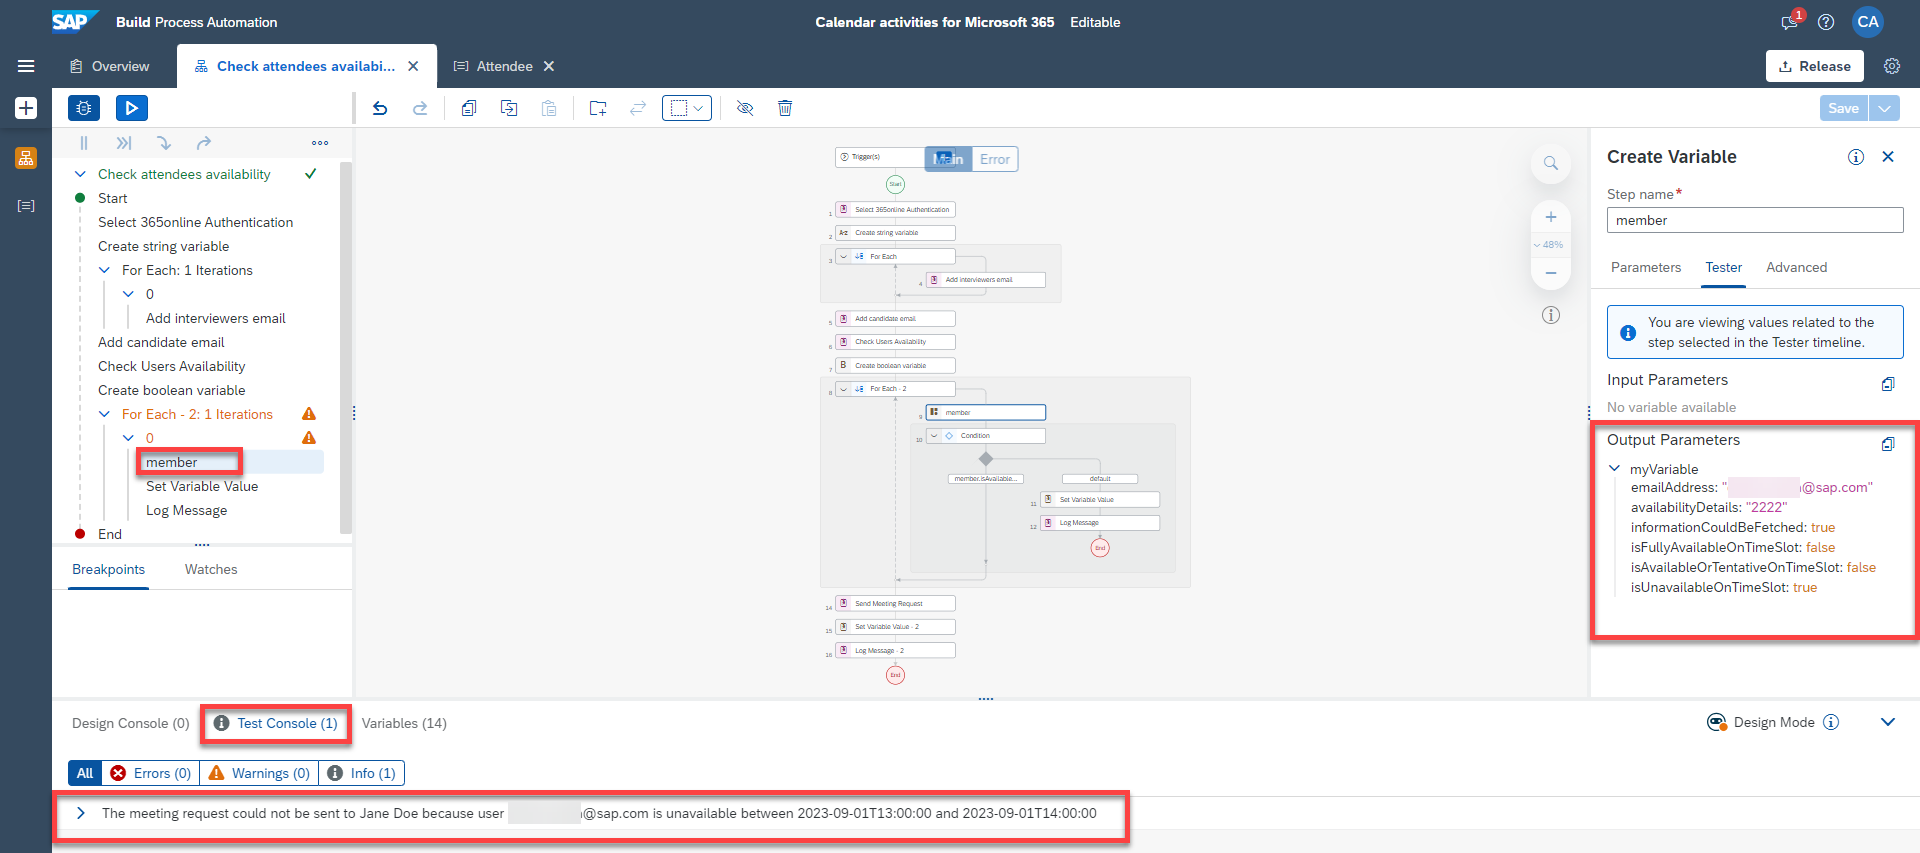 SAP Build Process Automation
Calendar activities for Microsoft 365 Editable
1
CA
Overview
Check attendees availabi...
Attendee
Release
Save
Check attendees availability
Start
Select 365online Authentication
Create string variable
For Each: 1 Iterations
0
Add interviewers email
Add candidate email
Check Users Availability
Create boolean variable
For Each - 2: 1 Iterations
0
member
Set Variable Value
Log Message
End
Breakpoints
Watches
Trigger(s)
Main
Error
Start
1 Select 365online Authentication
2 Create string variable
3 For Each
4 Add interviewers email
5 Add candidate email
6 Check Users Availability
7 B Create boolean variable
8 For Each - 2
9 member
10 Condition
member.isAvailable...
default
11 Set Variable Value
12 Log Message
End
14 Send Meeting Request
15 Set Variable Value - 2
16 Log Message - 2
End
48%
Create Variable
Step name*
member
Parameters
Tester
Advanced
You are viewing values related to the
step selected in the Tester timeline.
Input Parameters
No variable available
Output Parameters
myVariable
emailAddress: "@sap.com"
availabilityDetails: "2222"
informationCouldBeFetched: true
isFullyAvailableOnTimeSlot: false
isAvailableOrTentativeOnTimeSlot: false
isUnavailableOnTimeSlot: true
Design Console (0)
Test Console (1)
Variables (14)
Design Mode
All
Errors (0)
Warnings (0)
Info (1)
The meeting request could not be sent to Jane Doe because user @sap.com is unavailable between 2023-09-01T13:00:00 and 2023-09-01T14:00:00